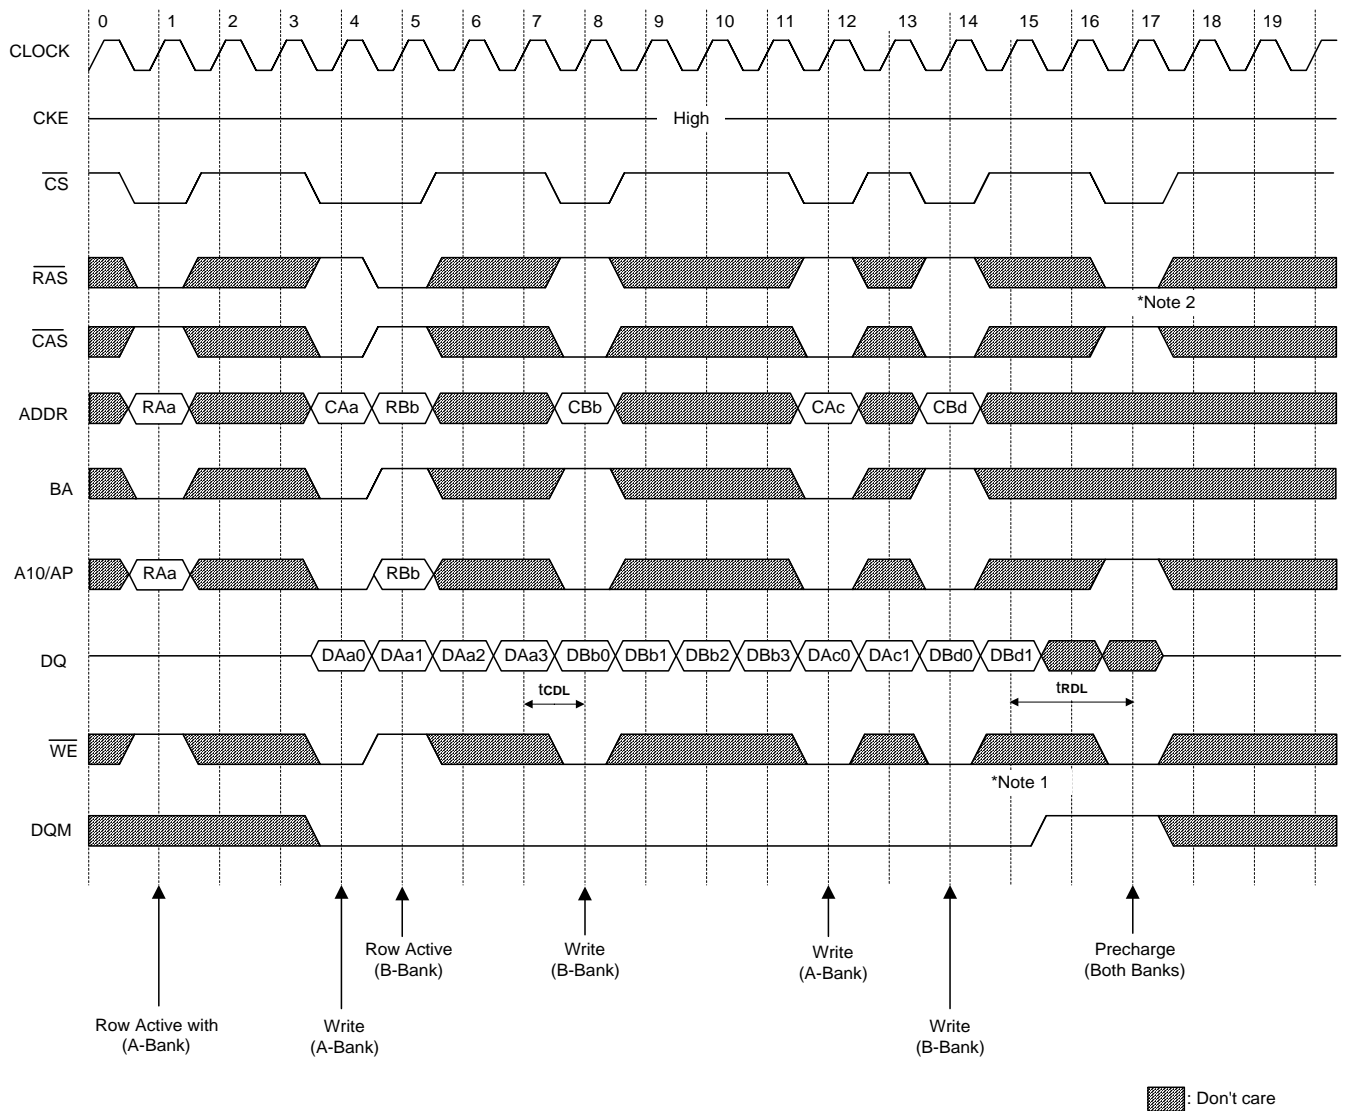 0 1 2 3 4 5 6 7 8 9 10 11 12 13 14 15 16 17 18 19
CLOCK
CKE High
CS
RAS
*Note 2
CAS
ADDR RAa CAa RBb CBb CAc CBd
BA
A10/AP RAa RBb
DQ DAa0 DAa1 DAa2 DAa3 DBb0 DBb1 DBb2 DBb3 DAc0 DAc1 DBd0 DBd1
tCDL tRDL
WE
*Note 1
DQM
Row Active
(B-Bank)
Write
(B-Bank)
Write
(A-Bank)
Precharge
(Both Banks)
Row Active with
(A-Bank)
Write
(A-Bank)
Write
(B-Bank)
: Don't care